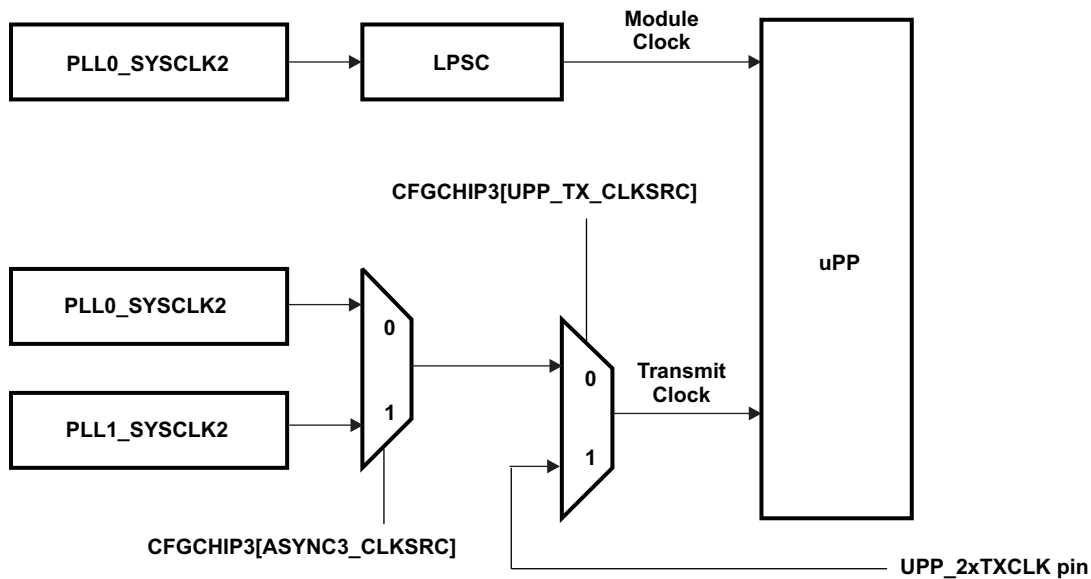 Module
Clock
PLL0_SYSCLK2
LPSC
CFGCHIP3[UPP_TX_CLKSRC]
uPP
PLL0_SYSCLK2
0
Transmit
Clock
0
PLL1_SYSCLK2
1
1
CFGCHIP3[ASYNC3_CLKSRC]
UPP_2xTXCLK pin